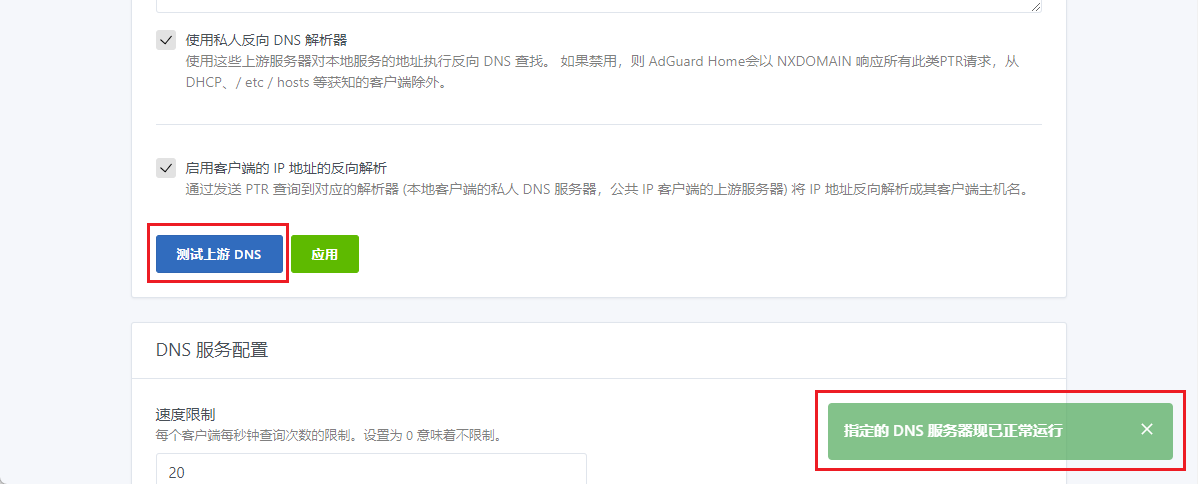 使用私人反向 DNS 解析器
使用这些上游服务器对本地服务的地址执行反向 DNS 查找。 如果禁用，则 AdGuard Home会以 NXDOMAIN 响应所有此类PTR请求，从
DHCP、/ etc / hosts 等获知的客户端除外。
启用客户端的 IP 地址的反向解析
通过发送 PTR 查询到对应的解析器 (本地客户端的私人 DNS 服务器，公共 IP 客户端的上游服务器) 将 IP 地址反向解析成其客户端主机名。
测试上游 DNS
应用
DNS 服务配置
速度限制
每个客户端每秒钟查询次数的限制。设置为 0 意味着不限制。
指定的 DNS 服务器现已正常运行
20